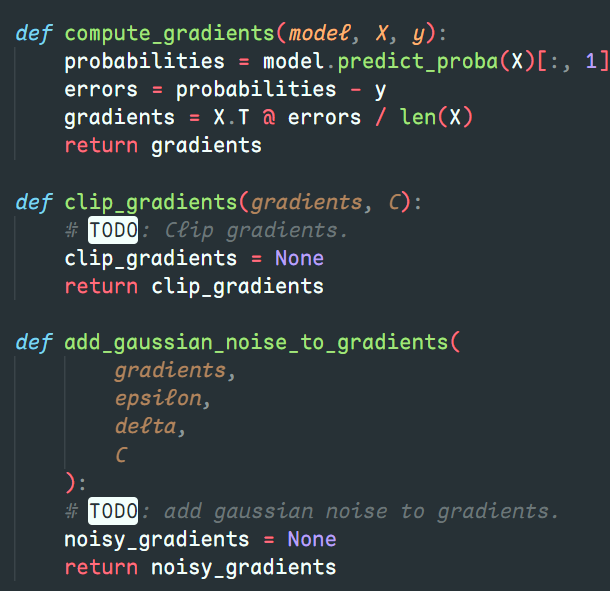 def compute_gradients(model, X, y):
    probabilities = model.predict_proba(X)[:, 1]
    errors = probabilities - y
    gradients = X.T @ errors / len(X)
    return gradients

def clip_gradients(gradients, C):
    # TODO: Clip gradients.
    clip_gradients = None
    return clip_gradients

def add_gaussian_noise_to_gradients(
        gradients,
        epsilon,
        delta,
        C
    ):
    # TODO: add gaussian noise to gradients.
    noisy_gradients = None
    return noisy_gradients